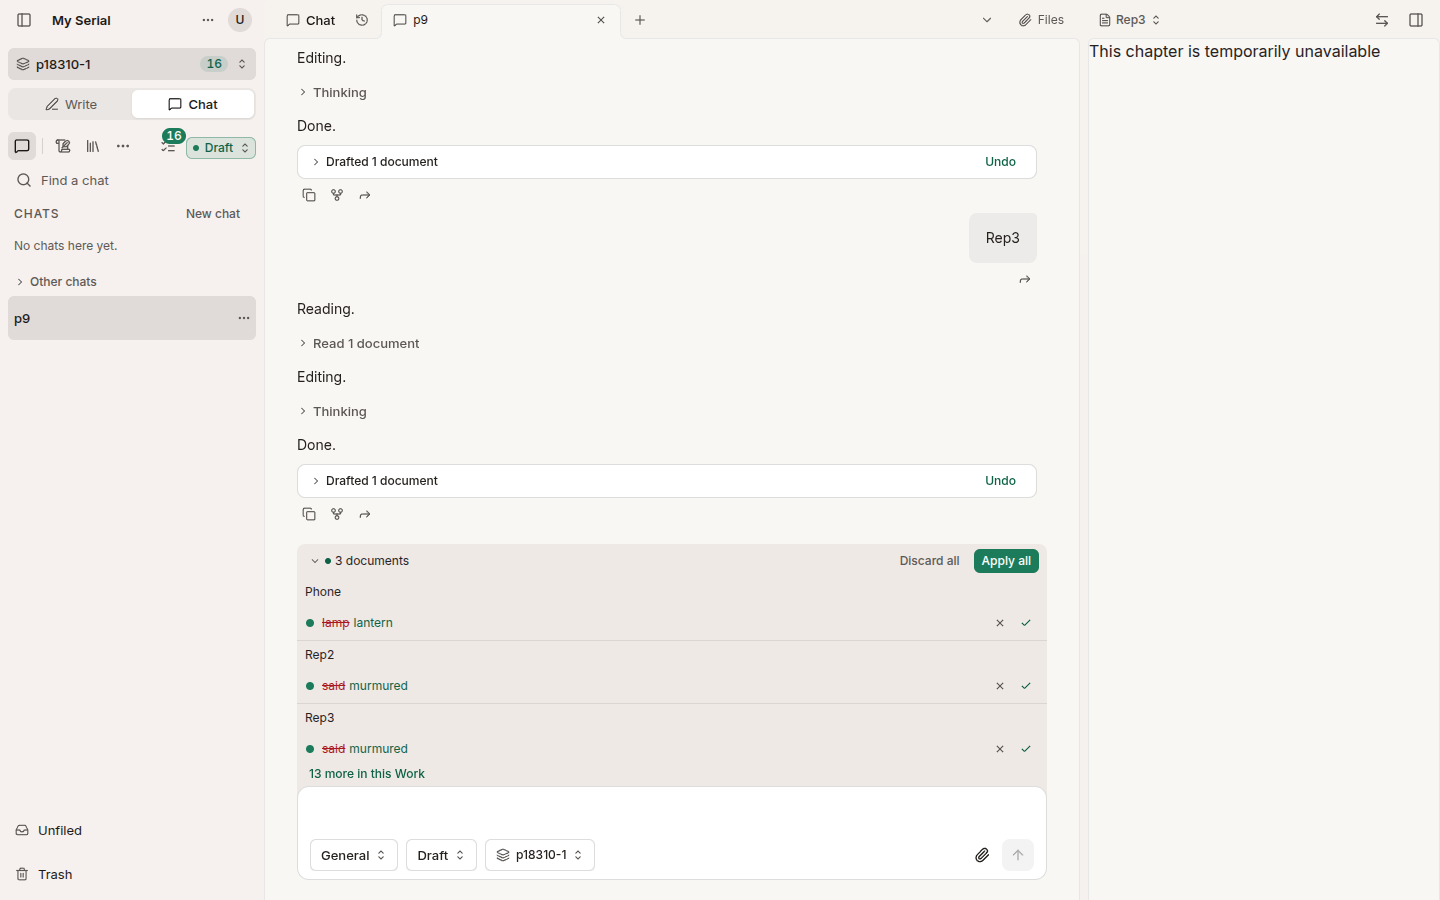 My Serial
U
p18310-1
16
Write
Chat
16
Draft
Find a chat
CHATS
New chat
No chats here yet.
Other chats
p9
Unfiled
Trash
Chat
p9
Files
Editing.
Thinking
Done.
Drafted 1 document
Undo
Rep3
Reading.
Read 1 document
Editing.
Thinking
Done.
Drafted 1 document
Undo
3 documents
Discard all
Apply all
Phone
lamp lantern
Rep2
said murmured
Rep3
said murmured
13 more in this Work
General
Draft
p18310-1
Rep3
This chapter is temporarily unavailable